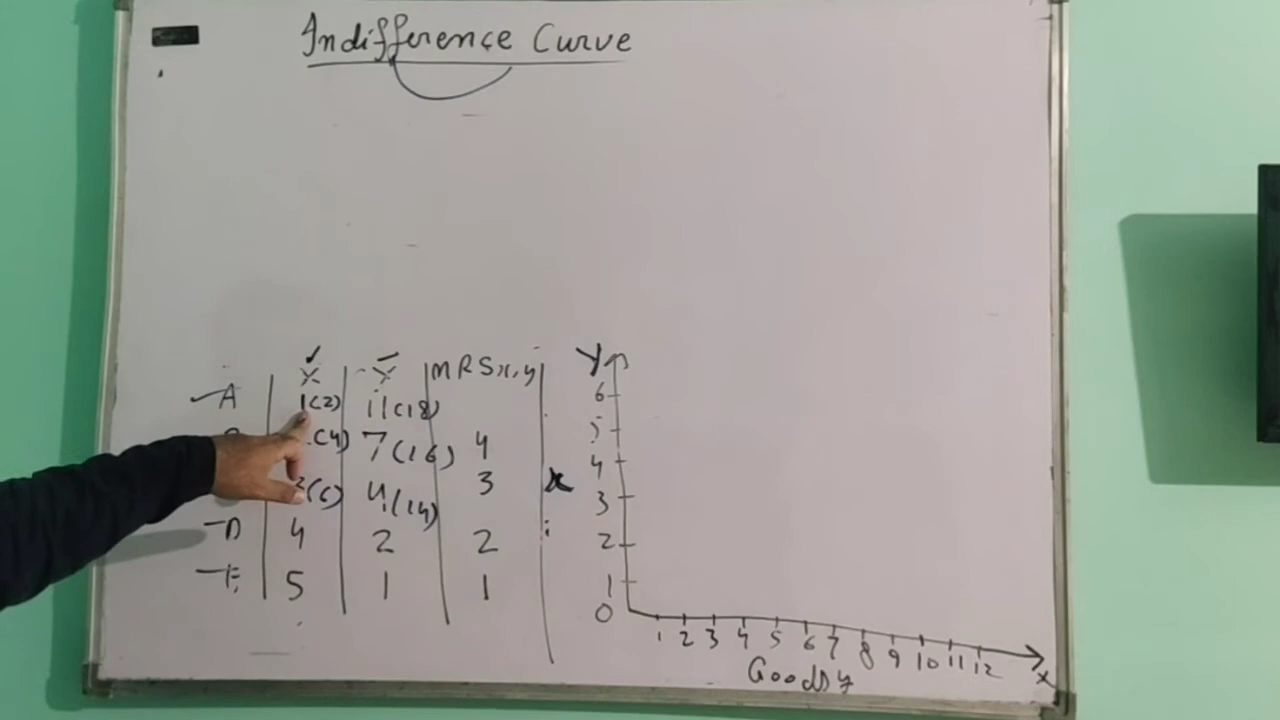 Indifference Curve
X Y MRSx,y
A 1(2) 11(18)
(4) 7(16) 4
3(6) 4(14) 3
D 4 2 2
E 5 1 1
Y
6
5
4
x 3
2
1
0
1 2 3 4 5 6 7 8 9 10 11 12 x
Goods y